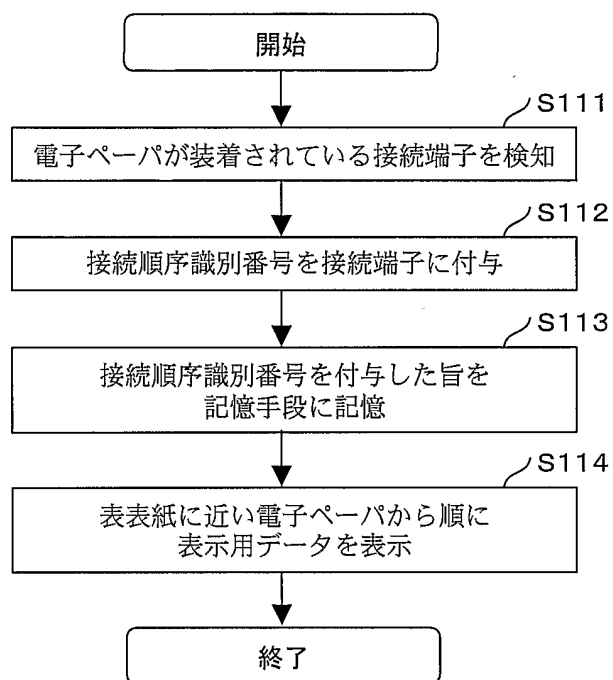 開始
S111
電子ペーパが装着されている接続端子を検知
S112
接続順序識別番号を接続端子に付与
S113
接続順序識別番号を付与した旨を
記憶手段に記憶
S114
表表紙に近い電子ペーパから順に
表示用データを表示
終了